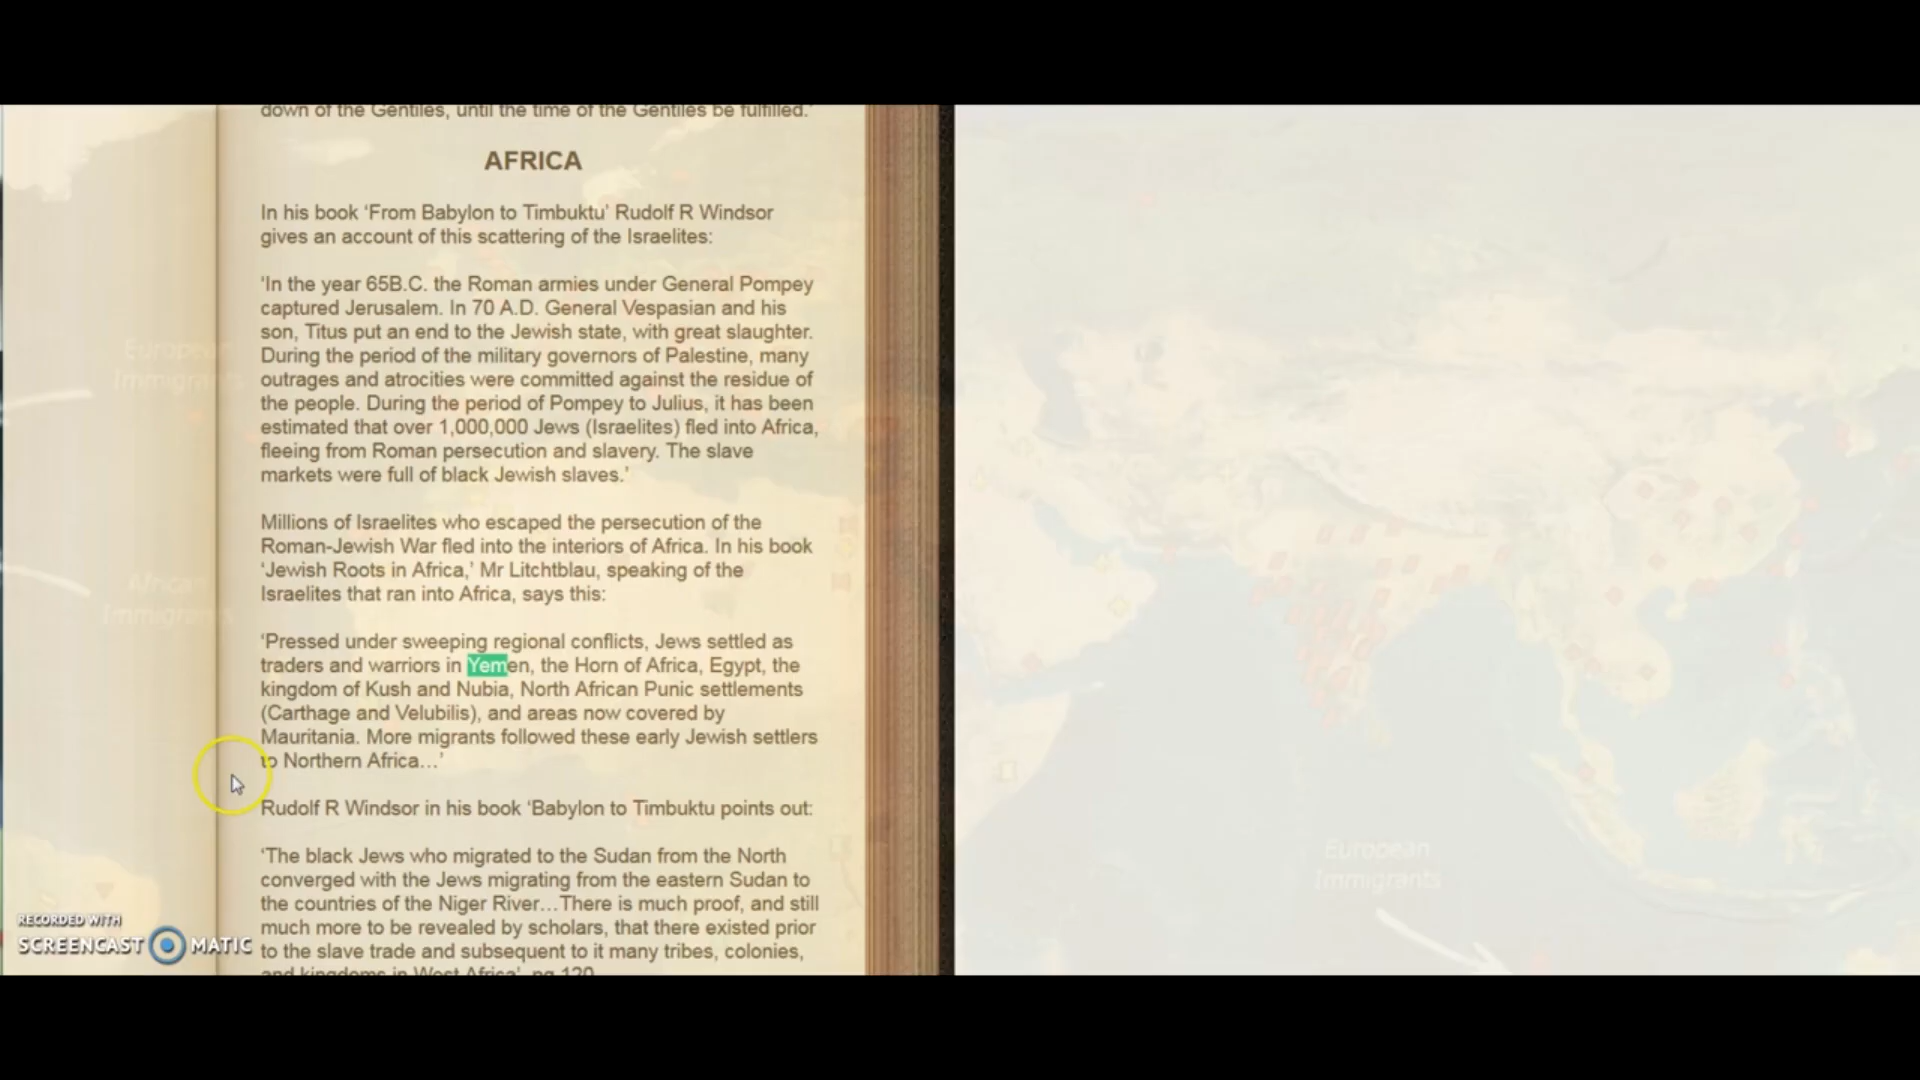 down of the Gentiles, until the time of the Gentiles be fulfilled.'
AFRICA
In his book ‘From Babylon to Timbuktu’ Rudolf R Windsor
gives an account of this scattering of the Israelites:
‘In the year 65B.C. the Roman armies under General Pompey
captured Jerusalem. In 70 A.D. General Vespasian and his
son, Titus put an end to the Jewish state, with great slaughter.
During the period of the military governors of Palestine, many
outrages and atrocities were committed against the residue of
the people. During the period of Pompey to Julius, it has been
estimated that over 1,000,000 Jews (Israelites) fled into Africa,
fleeing from Roman persecution and slavery. The slave
markets were full of black Jewish slaves.’
Millions of Israelites who escaped the persecution of the
Roman-Jewish War fled into the interiors of Africa. In his book
‘Jewish Roots in Africa,’ Mr Litchtblau, speaking of the
Israelites that ran into Africa, says this:
‘Pressed under sweeping regional conflicts, Jews settled as
traders and warriors in Yemen, the Horn of Africa, Egypt, the
kingdom of Kush and Nubia, North African Punic settlements
(Carthage and Velubilis), and areas now covered by
Mauritania. More migrants followed these early Jewish settlers
to Northern Africa…’
Rudolf R Windsor in his book ‘Babylon to Timbuktu points out:
‘The black Jews who migrated to the Sudan from the North
converged with the Jews migrating from the eastern Sudan to
the countries of the Niger River…There is much proof, and still
much more to be revealed by scholars, that there existed prior
to the slave trade and subsequent to it many tribes, colonies,
and kingdoms in West Africa’ pg 120
European
Immigrants
African
Immigrants
European
Immigrants
RECORDED WITH
SCREENCAST MATIC